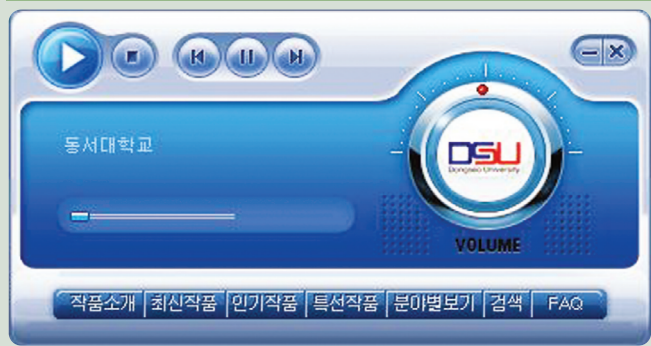 동서대학교
DSU
Dongseo University
VOLUME
작품소개 최신작품 인기작품 특선작품 분야별보기 검색 FAQ